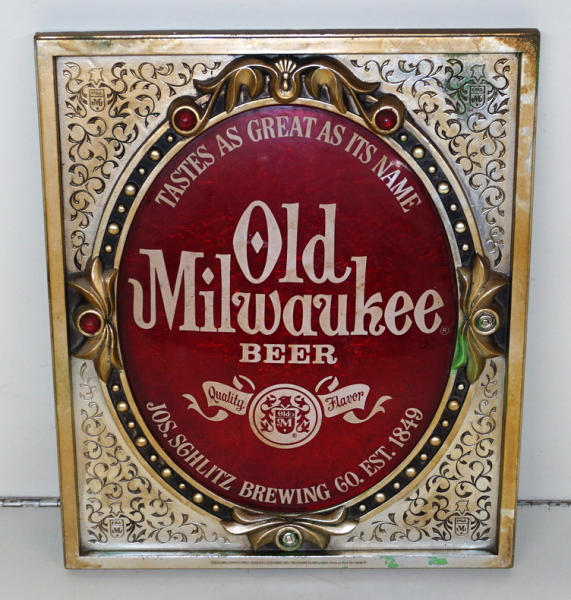 TASTES AS GREAT AS ITS NAME
Old
Milwaukee
®
BEER
Quality Flavor
Old
M
®
JOS. SCHLITZ BREWING CO. EST. 1849